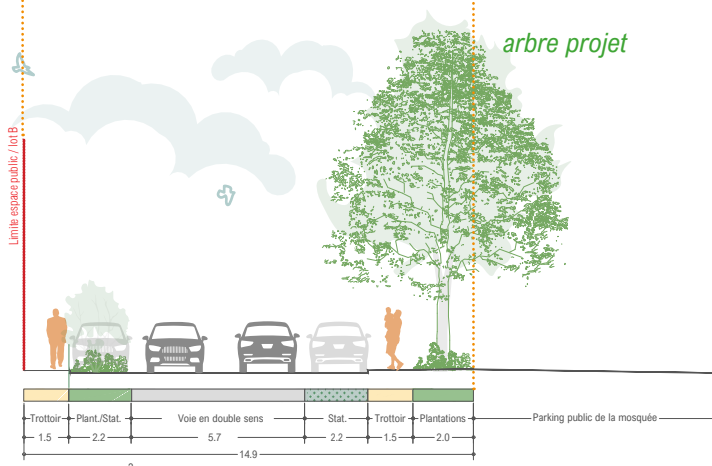 arbre projet
Limite espace public / lot B
Trottoir Plant./Stat. Voie en double sens Stat. Trottoir Plantations Parking public de la mosquée
1.5 2.2 5.7 2.2 1.5 2.0
14.9